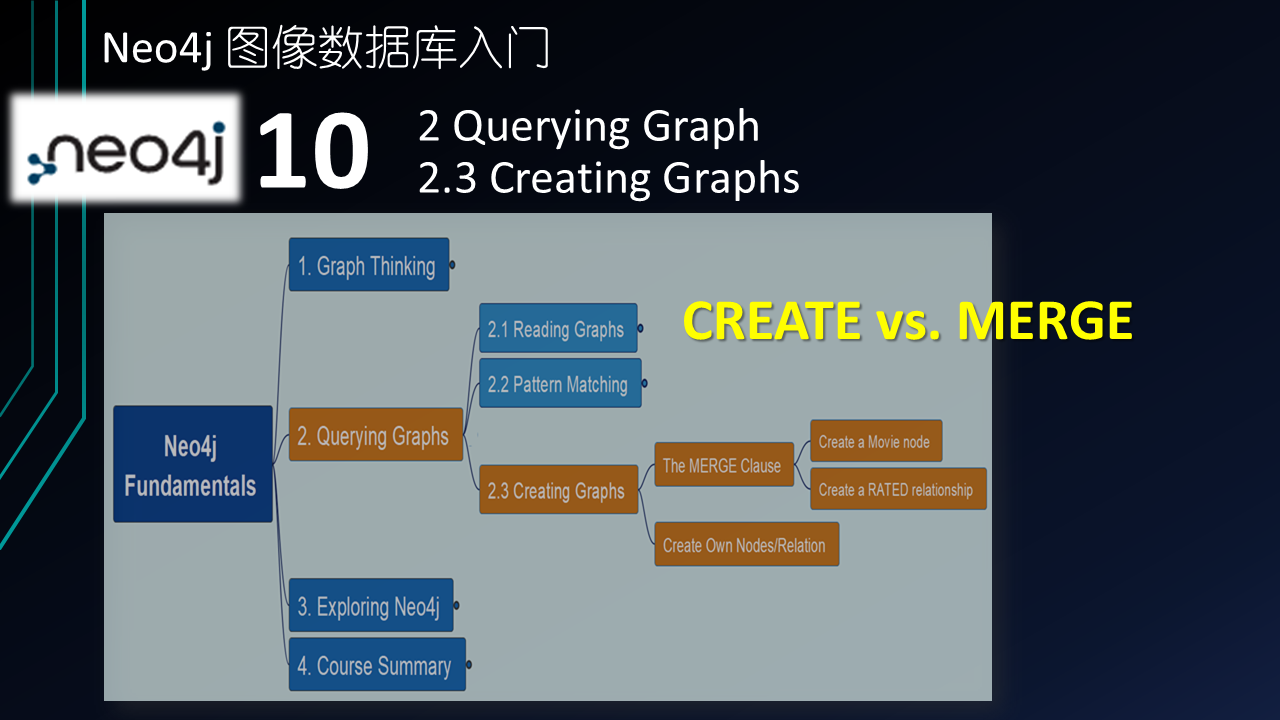 Neo4j 图像数据库入门
neo4j
10
2 Querying Graph
2.3 Creating Graphs
CREATE vs. MERGE
Neo4j
Fundamentals
1. Graph Thinking
2. Querying Graphs
2.1 Reading Graphs
2.2 Pattern Matching
2.3 Creating Graphs
The MERGE Clause
Create a Movie node
Create a RATED relationship
Create Own Nodes/Relation
3. Exploring Neo4j
4. Course Summary